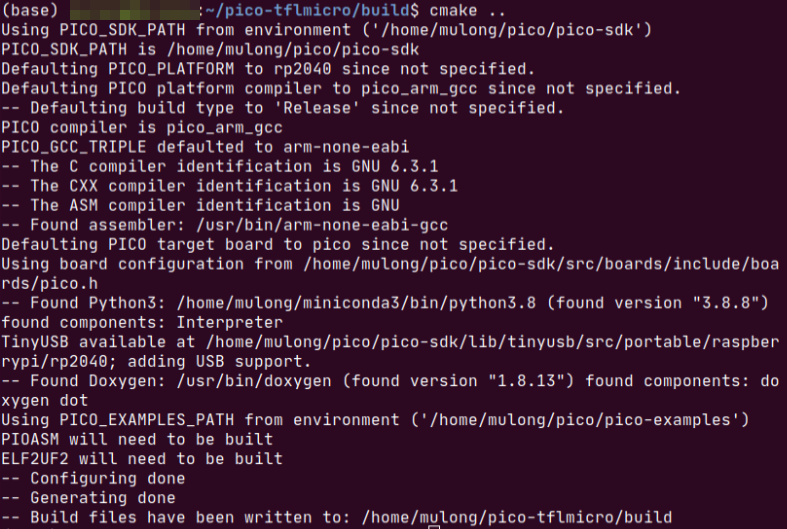 (base) :~/pico-tflmicro/build$ cmake ..
Using PICO_SDK_PATH from environment ('/home/mulong/pico/pico-sdk')
PICO_SDK_PATH is /home/mulong/pico/pico-sdk
Defaulting PICO_PLATFORM to rp2040 since not specified.
Defaulting PICO platform compiler to pico_arm_gcc since not specified.
-- Defaulting build type to 'Release' since not specified.
PICO compiler is pico_arm_gcc
PICO_GCC_TRIPLE defaulted to arm-none-eabi
-- The C compiler identification is GNU 6.3.1
-- The CXX compiler identification is GNU 6.3.1
-- The ASM compiler identification is GNU
-- Found assembler: /usr/bin/arm-none-eabi-gcc
Defaulting PICO target board to pico since not specified.
Using board configuration from /home/mulong/pico/pico-sdk/src/boards/include/boa
rds/pico.h
-- Found Python3: /home/mulong/miniconda3/bin/python3.8 (found version "3.8.8")
found components: Interpreter
TinyUSB available at /home/mulong/pico/pico-sdk/lib/tinyusb/src/portable/raspber
rypi/rp2040; adding USB support.
-- Found Doxygen: /usr/bin/doxygen (found version "1.8.13") found components: do
xygen dot
Using PICO_EXAMPLES_PATH from environment ('/home/mulong/pico/pico-examples')
PIOASM will need to be built
ELF2UF2 will need to be built
-- Configuring done
-- Generating done
-- Build files have been written to: /home/mulong/pico-tflmicro/build